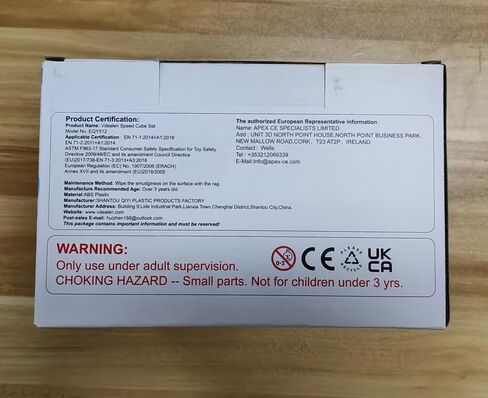 Product Certification:
Product Name: Vdealen Speed Cube Set
Model No.:EQY512
Applicable Certification: EN 71-1:2014+A1:2018
EN 71-2:2011+A1:2014
ASTM F963-17 Standard Consumer Safety Specification for Toy Safety
Directive 2009/48/EC and its amendment Council Directive
(EU)2017/738-EN 71-3:2013+A3:2018
European Regulation (EC) No. 1907/2006 (ERACH)
Annex XVII and its amendment (EU)2018/2005
Maintenance Method: Wipe the smudginess on the surface with the rag.
Manufacture Recommended Age: Over 3 years old.
Material:ABS Plastic
Manufacturer:SHANTOU QIYI PLASTIC PRODUCTS FACTORY
Manufacturer Address: Building 9,Lide Industrial Park,Lianxia Town,Chenghai District,Shantou City,China.
Website: www.vdealen.com
Post-sales E-mail: huizhen168@outlook.com
This package contains important information and must be reserved!
The authorized European Representative information:
Name: APEX CE SPECIALISTS LIMITED
Add : UNIT 3D NORTH POINT HOUSE,NORTH POINT BUSINESS PARK,
NEW MALLOW ROAD,CORK, T23 AT2P, IRELAND
Contact : Wells
Tel : +353212066339
E-Mail:Info@apex-ce.com
WARNING:
Only use under adult supervision.
CHOKING HAZARD -- Small parts. Not for children under 3 yrs.
0-3
CE
PLEASE
RECYCLE
UK
CA